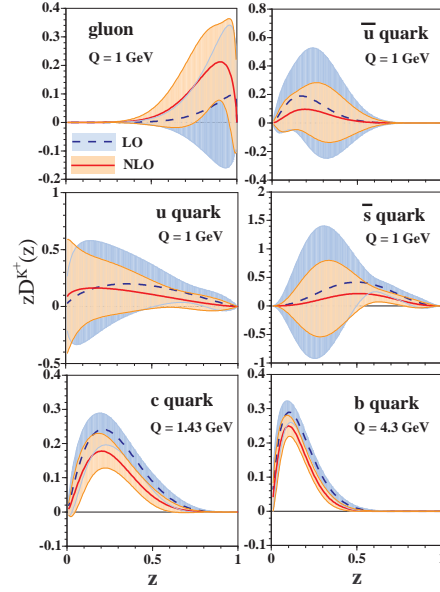 gluon
Q = 1 GeV
LO
NLO
0.4
0.3
0.2
0.1
0
-0.1
-0.2
u quark
Q = 1 GeV
0.8
0.6
0.4
0.2
0
-0.2
-0.4
zD^K+(z)
u quark
Q = 1 GeV
1
0.5
0
-0.5
s quark
Q = 1 GeV
2
1.5
1
0.5
0
-0.5
-1
c quark
Q = 1.43 GeV
0.4
0.3
0.2
0.1
0
-0.1
0 0.5 1
z
b quark
Q = 4.3 GeV
0.4
0.3
0.2
0.1
0
-0.1
0 0.5 1
z